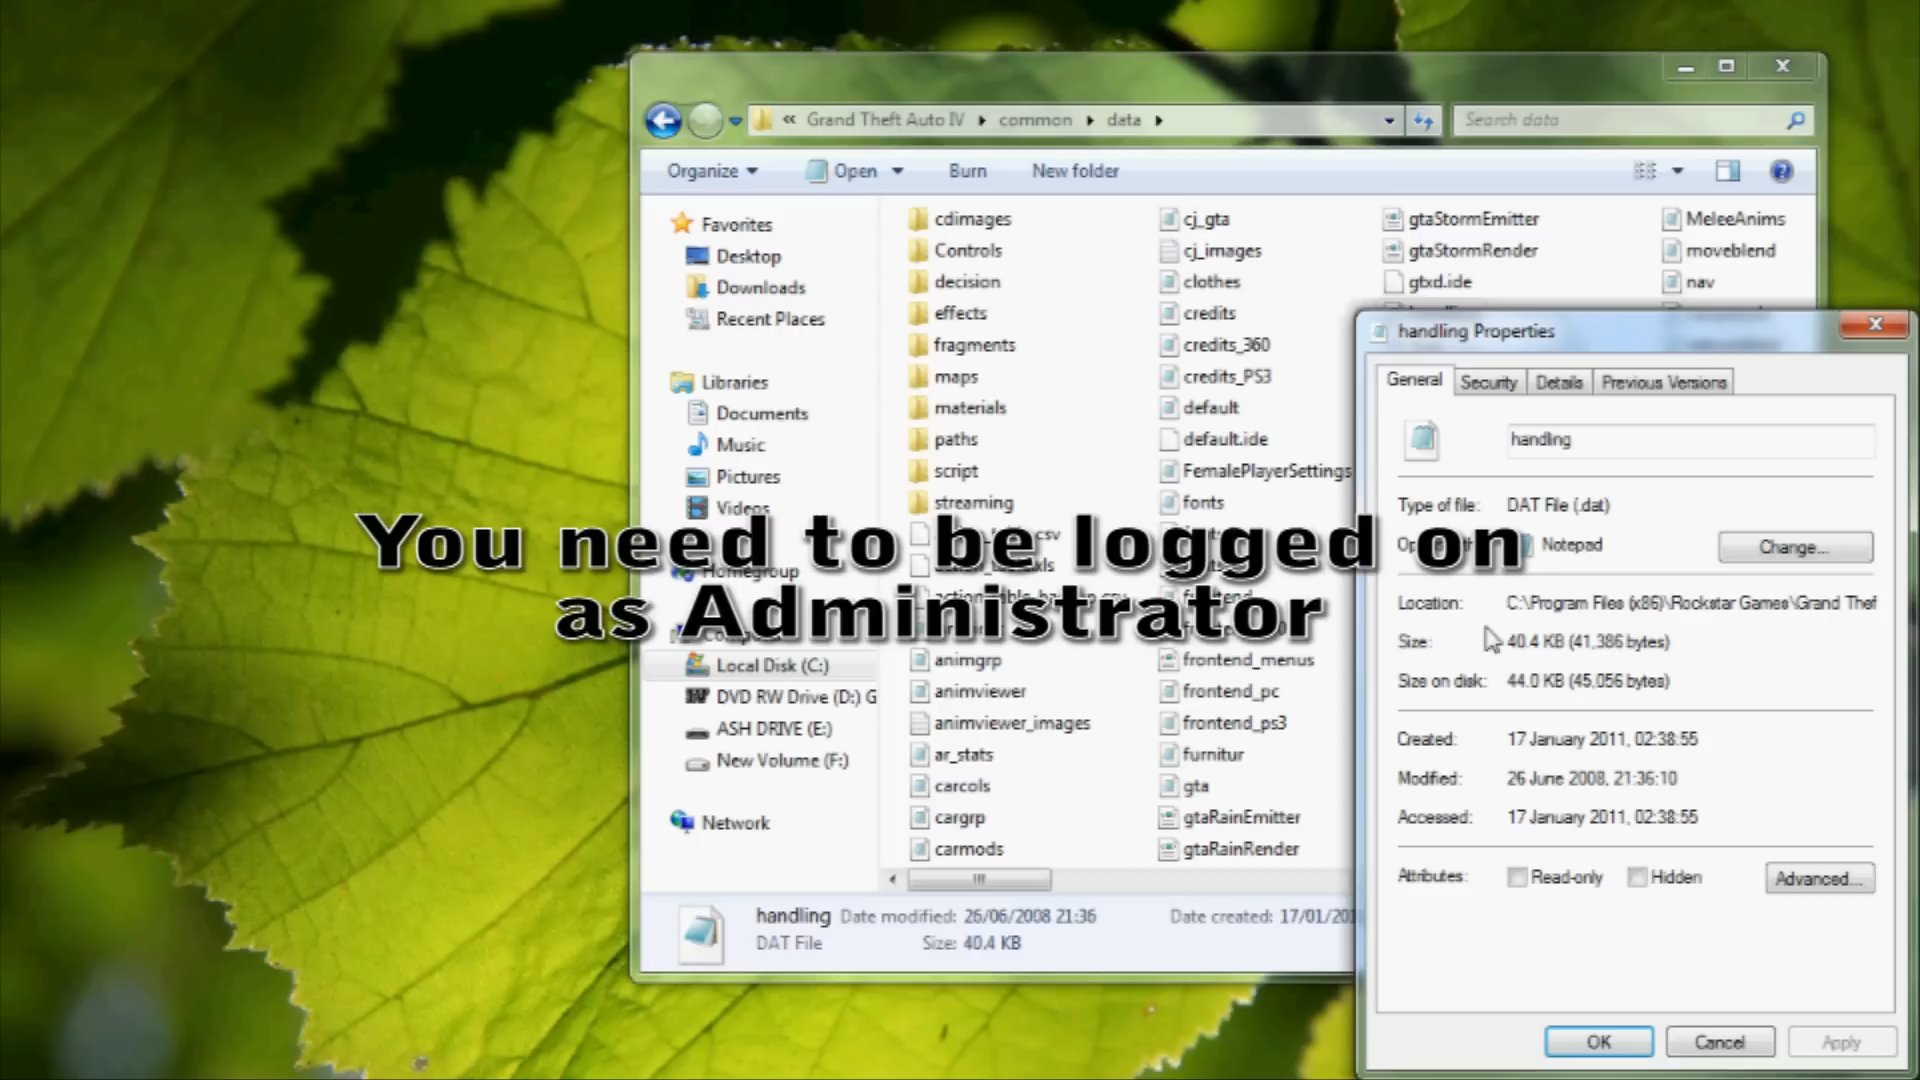 « Grand Theft Auto IV ▸ common ▸ data ▸
Search data
Organize
Open
Burn
New folder
Favorites
Desktop
Downloads
Recent Places
Libraries
Documents
Music
Pictures
Videos
Homegroup
Local Disk (C:)
DVD RW Drive (D:) G
ASH DRIVE (E:)
New Volume (F:)
Network
cdimages
Controls
decision
effects
fragments
maps
materials
paths
script
streaming
animgrp
animviewer
animviewer_images
ar_stats
carcols
cargrp
carmods
cj_gta
cj_images
clothes
credits
credits_360
credits_PS3
default
default.ide
FemalePlayerSettings
fonts
frontend_menus
frontend_pc
frontend_ps3
furnitur
gta
gtaRainEmitter
gtaRainRender
gtaStormEmitter
gtaStormRender
gtxd.ide
MeleeAnims
moveblend
nav
You need to be logged on
as Administrator
handling Date modified: 26/06/2008 21:36 Date created: 17/01/201
DAT File Size: 40.4 KB
handling Properties
General Security Details Previous Versions
handling
Type of file: DAT File (.dat)
Notepad Change...
Location: C:\Program Files (x86)\Rockstar Games\Grand Thef
Size: 40.4 KB (41,386 bytes)
Size on disk: 44.0 KB (45,056 bytes)
Created: 17 January 2011, 02:38:55
Modified: 26 June 2008, 21:36:10
Accessed: 17 January 2011, 02:38:55
Attributes: Read-only Hidden Advanced...
OK Cancel Apply